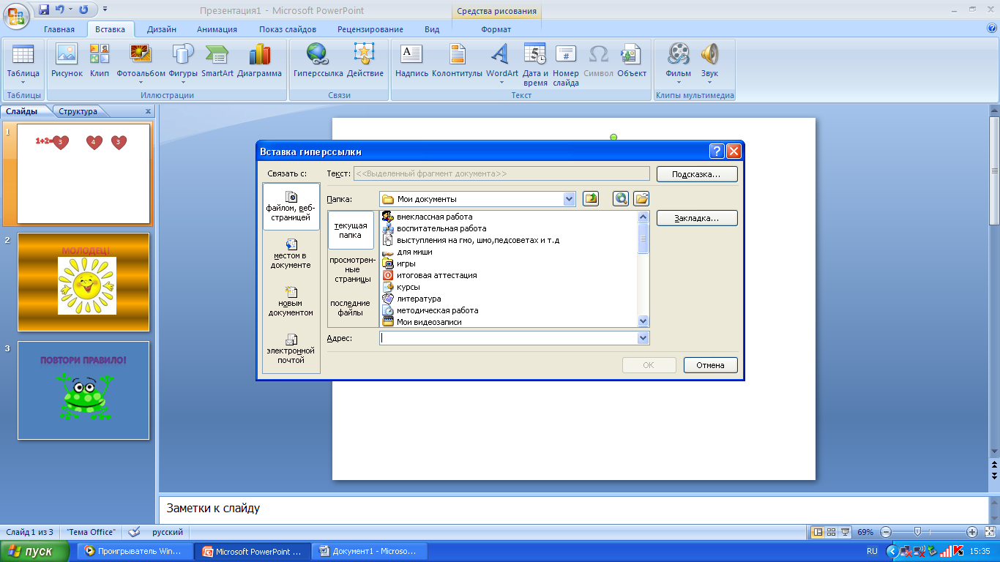 Презентация1 - Microsoft PowerPoint
Средства рисования
Главная Вставка Дизайн Анимация Показ слайдов Рецензирование Вид Формат
Таблица Рисунок Клип Фотоальбом Фигуры SmartArt Диаграмма Гиперссылка Действие Надпись Колонтитулы WordArt Дата и время Номер слайда Символ Объект Фильм Звук
Таблицы Иллюстрации Связи Текст Клипы мультимедиа
Слайды Структура x
1
1+2= 3 4 3
2
МОЛОДЕЦ!
3
ПОВТОРИ ПРАВИЛО!
Вставка гиперссылки
Связать с:
файлом, веб-
страницей
местом в
документе
новым
документом
электронной
почтой
Текст: <<Выделенный фрагмент документа>>
Подсказка...
Папка: Мои документы
текущая
папка
просмотрен-
ные
страницы
последние
файлы
внеклассная работа
воспитательная работа
выступления на гмо, шмо,педсоветах и т.д
для миши
игры
итоговая аттестация
курсы
литература
методическая работа
Мои видеозаписи
Закладка...
Адрес:
ОК Отмена
Заметки к слайду
Слайд 1 из 3 "Тема Office" русский 69%
пуск Проигрыватель Win... Microsoft PowerPoint ... Документ1 - Microso... RU 15:35